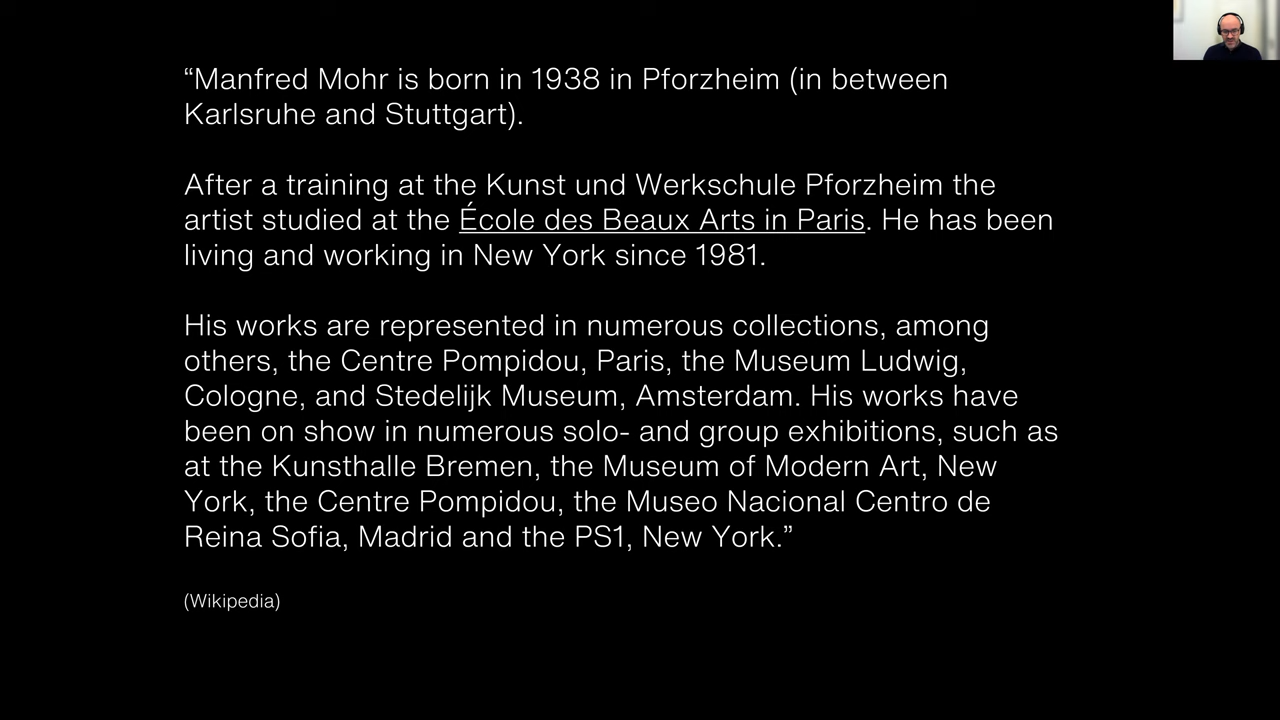 “Manfred Mohr is born in 1938 in Pforzheim (in between
Karlsruhe and Stuttgart).
After a training at the Kunst und Werkschule Pforzheim the
artist studied at the École des Beaux Arts in Paris. He has been
living and working in New York since 1981.
His works are represented in numerous collections, among
others, the Centre Pompidou, Paris, the Museum Ludwig,
Cologne, and Stedelijk Museum, Amsterdam. His works have
been on show in numerous solo- and group exhibitions, such as
at the Kunsthalle Bremen, the Museum of Modern Art, New
York, the Centre Pompidou, the Museo Nacional Centro de
Reina Sofia, Madrid and the PS1, New York.”
(Wikipedia)